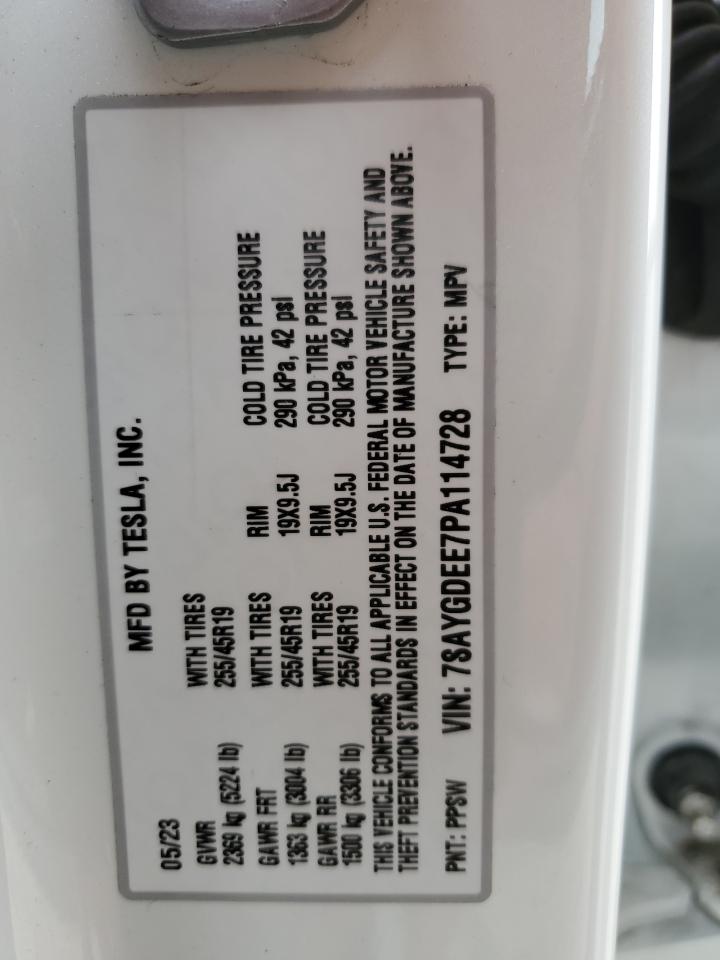 MFD BY TESLA, INC.
05/23
GVWR WITH TIRES
2369 kg (5224 lb) 255/45R19
GAWR FRT WITH TIRES RIM COLD TIRE PRESSURE
1363 kg (3004 lb) 255/45R19 19X9.5J 290 kPa, 42 psi
GAWR RR WITH TIRES RIM COLD TIRE PRESSURE
1500 kg (3306 lb) 255/45R19 19X9.5J 290 kPa, 42 psi
THIS VEHICLE CONFORMS TO ALL APPLICABLE U.S. FEDERAL MOTOR VEHICLE SAFETY AND
THEFT PREVENTION STANDARDS IN EFFECT ON THE DATE OF MANUFACTURE SHOWN ABOVE.
PNT: PPSW VIN: 7SAYGDEE7PA114728 TYPE: MPV